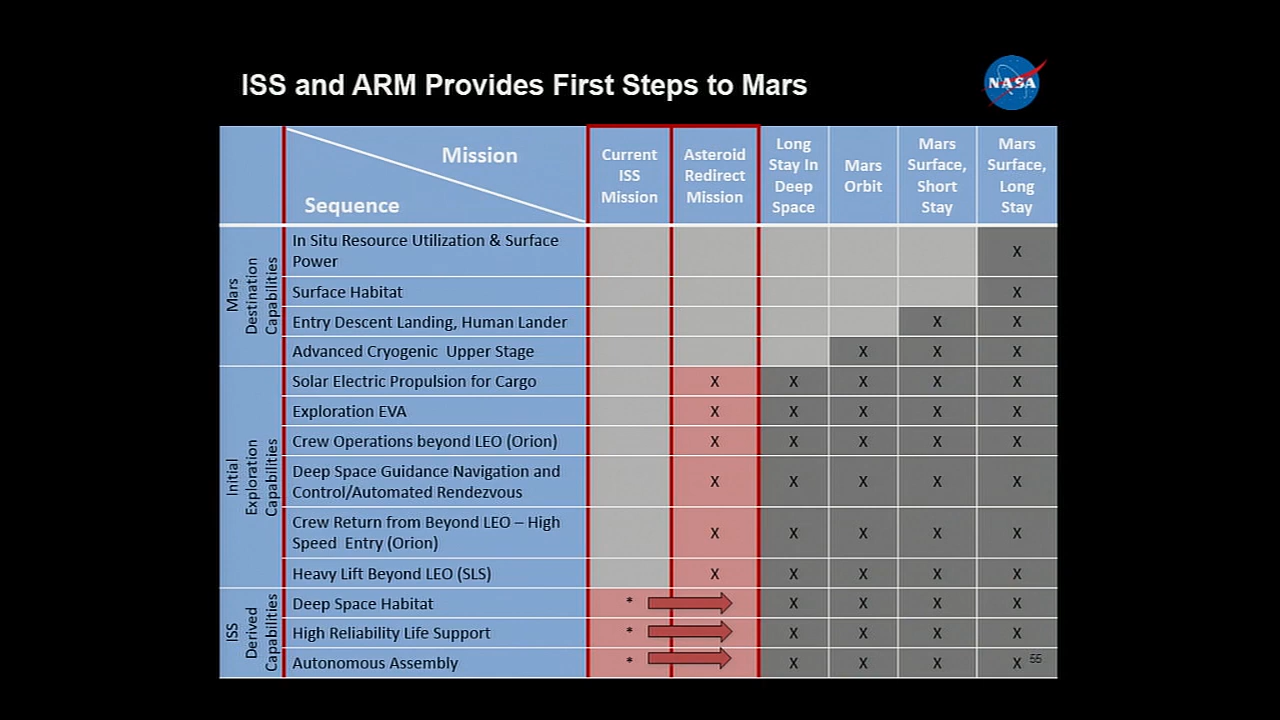 ISS and ARM Provides First Steps to Mars
NASA
Mission
Sequence
Current
ISS
Mission
Asteroid
Redirect
Mission
Long
Stay In
Deep
Space
Mars
Orbit
Mars
Surface,
Short
Stay
Mars
Surface,
Long
Stay
Mars
Destination
Capabilities
In Situ Resource Utilization & Surface
Power
X
Surface Habitat
X
Entry Descent Landing, Human Lander
X X
Advanced Cryogenic Upper Stage
X X X
Initial
Exploration
Capabilities
Solar Electric Propulsion for Cargo
X X X X X
Exploration EVA
X X X X X
Crew Operations beyond LEO (Orion)
X X X X X
Deep Space Guidance Navigation and
Control/Automated Rendezvous
X X X X X
Crew Return from Beyond LEO – High
Speed Entry (Orion)
X X X X X
Heavy Lift Beyond LEO (SLS)
X X X X X
ISS
Derived
Capabilities
Deep Space Habitat
* X X X X
High Reliability Life Support
* X X X X
Autonomous Assembly
* X X X X
55